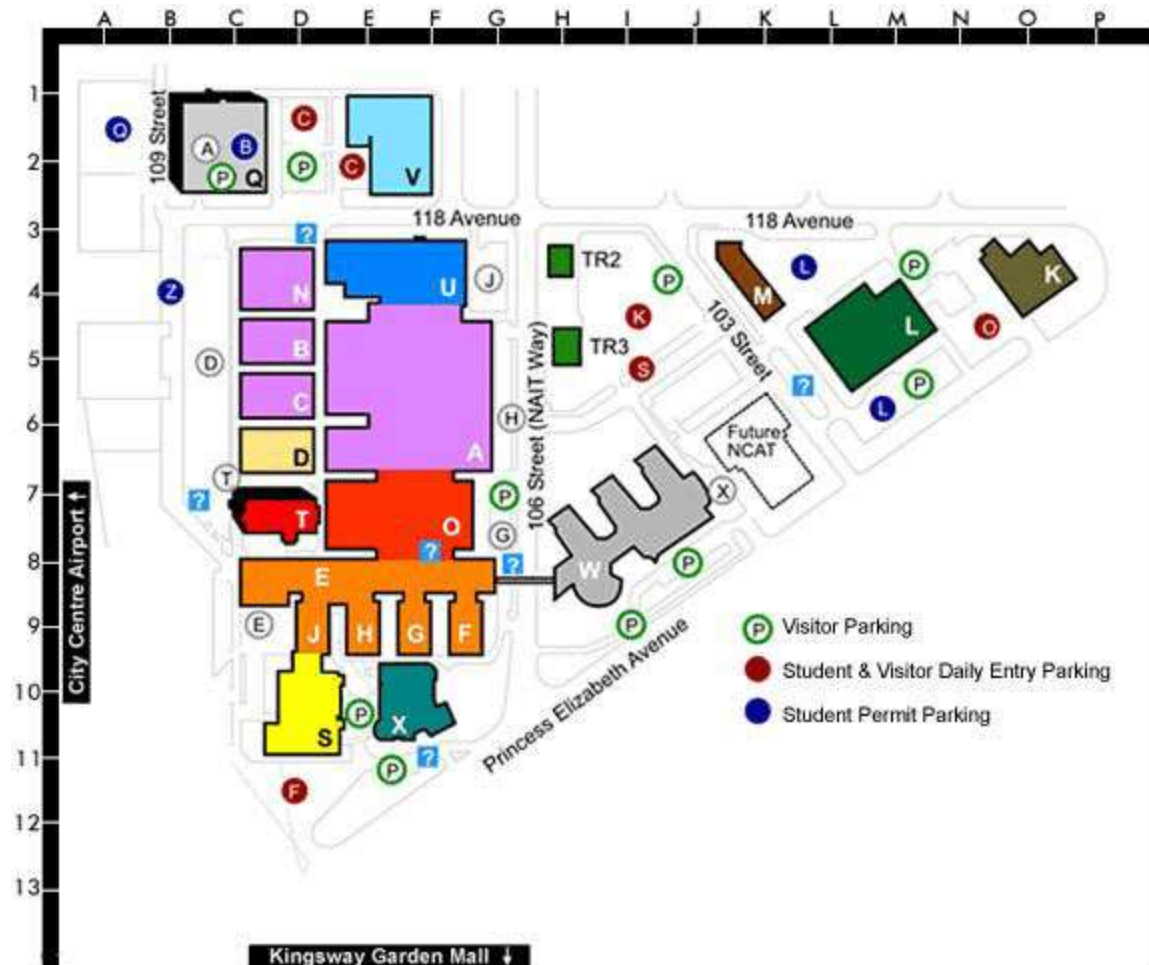 A B C D E F G H I J K L M N O P
1
2
3
4
5
6
7
8
9
10
11
12
13
109 Street
Q
A
B
P
Q
C
P
C
V
118 Avenue
118 Avenue
?
N
U
J
TR2
P
K
M
L
P
K
Z
B
D
TR3
S
103 Street
L
O
?
P
L
C
H
106 Street (NAIT Way)
Future
NCAT
D
A
T
?
T
O
P
G
?
?
X
W
P
E
E
J
H
G
F
P
Princess Elizabeth Avenue
City Centre Airport ↑
S
P
X
?
P
F
P Visitor Parking
Student & Visitor Daily Entry Parking
Student Permit Parking
Kingsway Garden Mall ↓